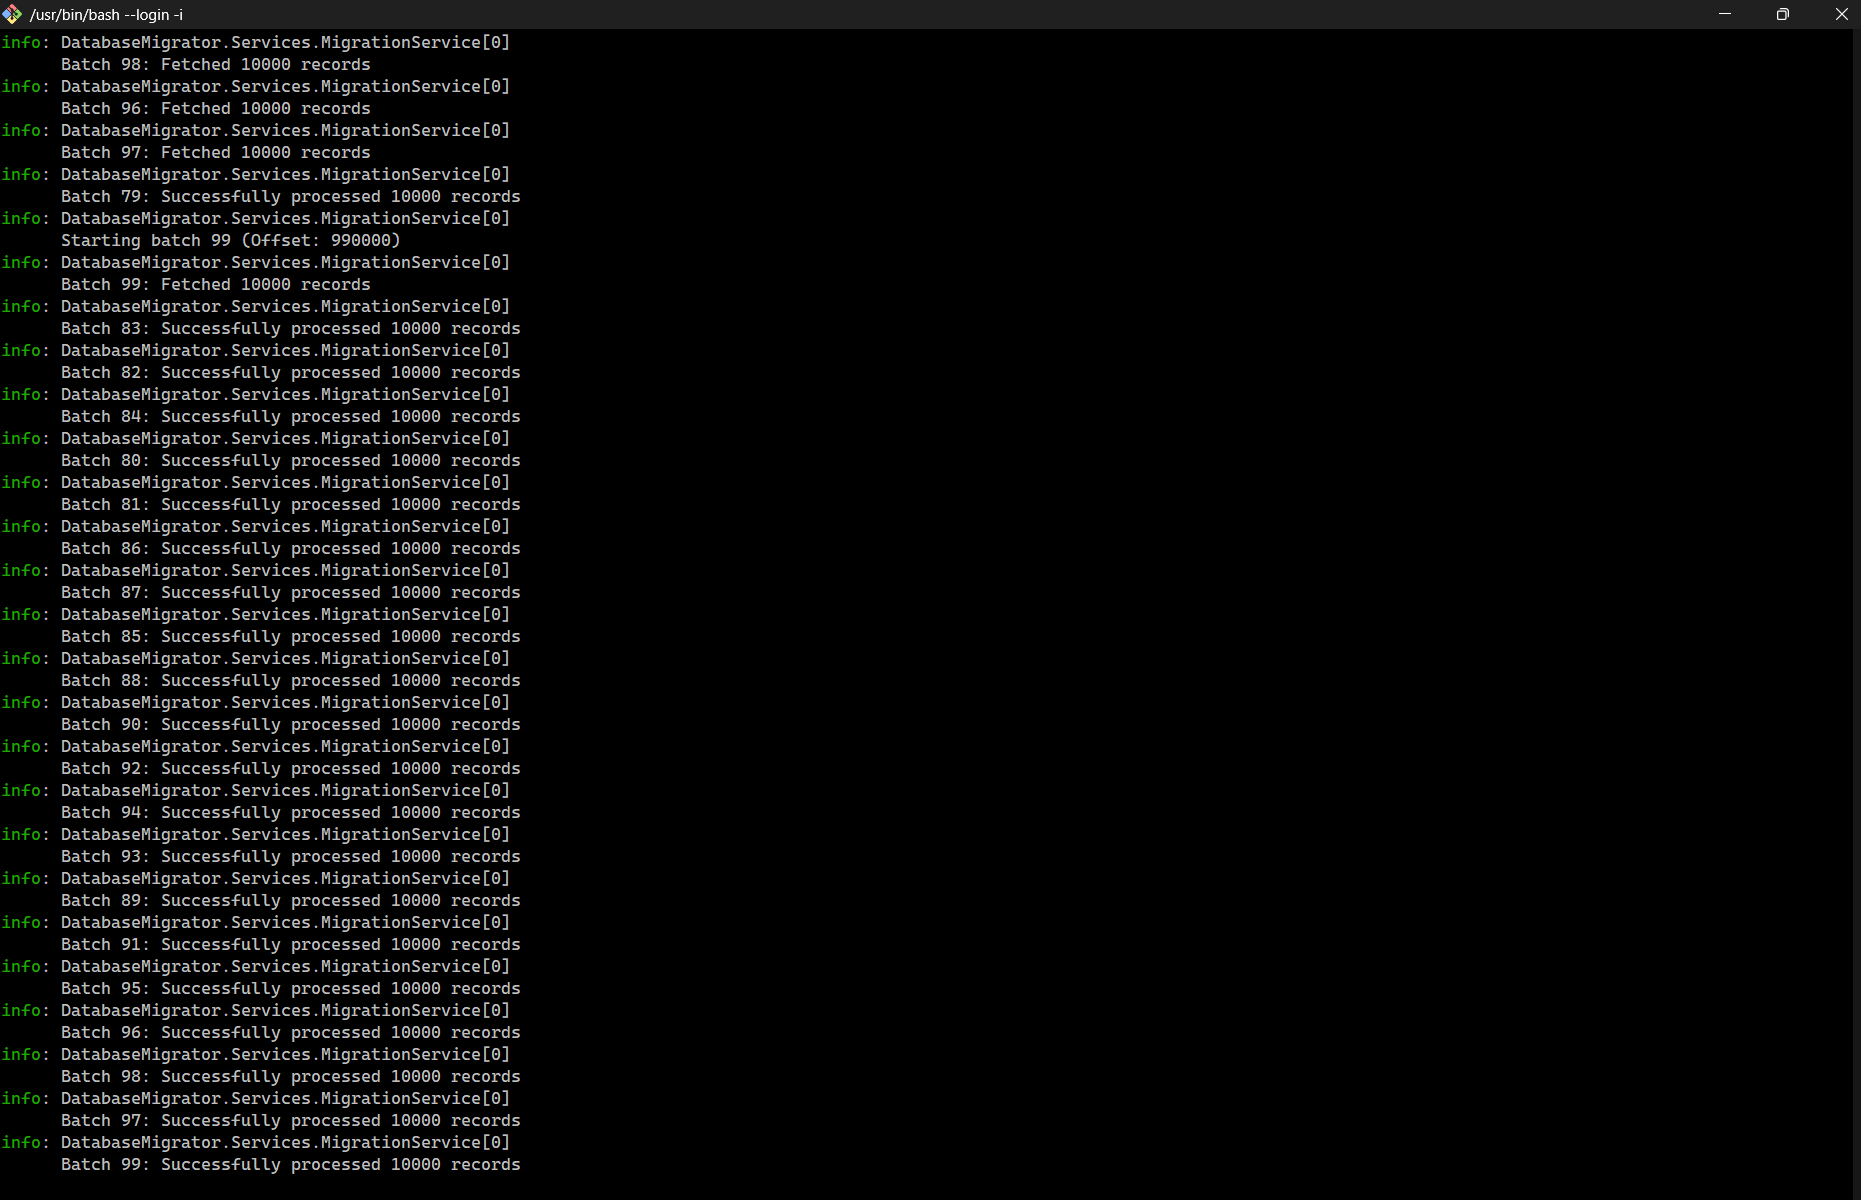 /usr/bin/bash --login -i
info: DatabaseMigrator.Services.MigrationService[0]
Batch 98: Fetched 10000 records
info: DatabaseMigrator.Services.MigrationService[0]
Batch 96: Fetched 10000 records
info: DatabaseMigrator.Services.MigrationService[0]
Batch 97: Fetched 10000 records
info: DatabaseMigrator.Services.MigrationService[0]
Batch 79: Successfully processed 10000 records
info: DatabaseMigrator.Services.MigrationService[0]
Starting batch 99 (Offset: 990000)
info: DatabaseMigrator.Services.MigrationService[0]
Batch 99: Fetched 10000 records
info: DatabaseMigrator.Services.MigrationService[0]
Batch 83: Successfully processed 10000 records
info: DatabaseMigrator.Services.MigrationService[0]
Batch 82: Successfully processed 10000 records
info: DatabaseMigrator.Services.MigrationService[0]
Batch 84: Successfully processed 10000 records
info: DatabaseMigrator.Services.MigrationService[0]
Batch 80: Successfully processed 10000 records
info: DatabaseMigrator.Services.MigrationService[0]
Batch 81: Successfully processed 10000 records
info: DatabaseMigrator.Services.MigrationService[0]
Batch 86: Successfully processed 10000 records
info: DatabaseMigrator.Services.MigrationService[0]
Batch 87: Successfully processed 10000 records
info: DatabaseMigrator.Services.MigrationService[0]
Batch 85: Successfully processed 10000 records
info: DatabaseMigrator.Services.MigrationService[0]
Batch 88: Successfully processed 10000 records
info: DatabaseMigrator.Services.MigrationService[0]
Batch 90: Successfully processed 10000 records
info: DatabaseMigrator.Services.MigrationService[0]
Batch 92: Successfully processed 10000 records
info: DatabaseMigrator.Services.MigrationService[0]
Batch 94: Successfully processed 10000 records
info: DatabaseMigrator.Services.MigrationService[0]
Batch 93: Successfully processed 10000 records
info: DatabaseMigrator.Services.MigrationService[0]
Batch 89: Successfully processed 10000 records
info: DatabaseMigrator.Services.MigrationService[0]
Batch 91: Successfully processed 10000 records
info: DatabaseMigrator.Services.MigrationService[0]
Batch 95: Successfully processed 10000 records
info: DatabaseMigrator.Services.MigrationService[0]
Batch 96: Successfully processed 10000 records
info: DatabaseMigrator.Services.MigrationService[0]
Batch 98: Successfully processed 10000 records
info: DatabaseMigrator.Services.MigrationService[0]
Batch 97: Successfully processed 10000 records
info: DatabaseMigrator.Services.MigrationService[0]
Batch 99: Successfully processed 10000 records